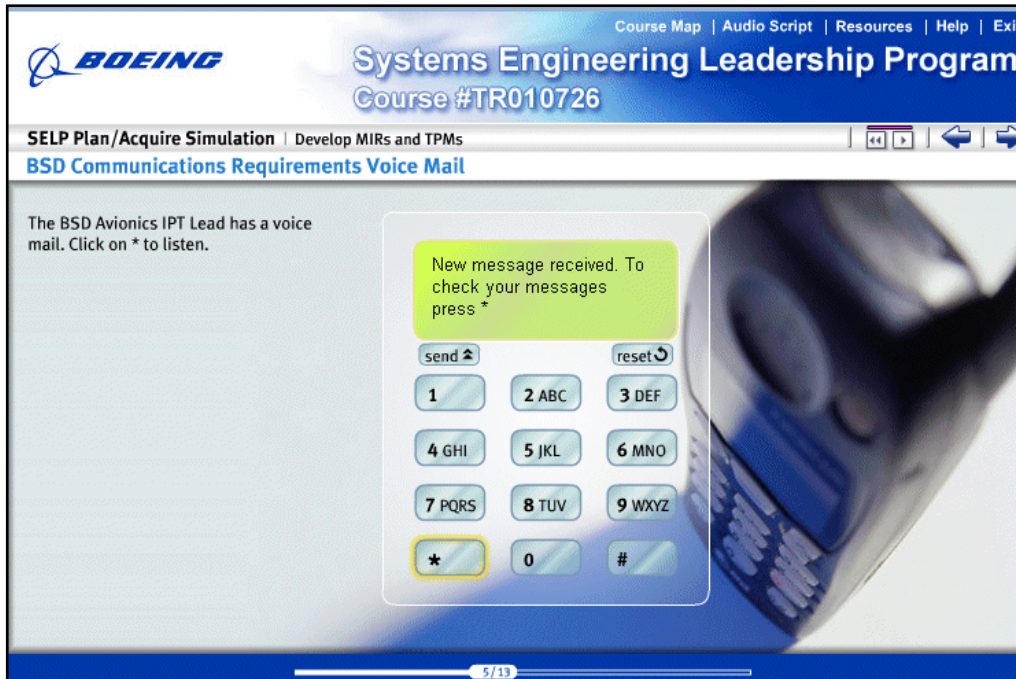 Course Map | Audio Script | Resources | Help | Exi
BOEING
Systems Engineering Leadership Program
Course #TR010726
SELP Plan/Acquire Simulation | Develop MIRs and TPMs
BSD Communications Requirements Voice Mail
The BSD Avionics IPT Lead has a voice
mail. Click on * to listen.
New message received. To
check your messages
press *
send reset
1 2 ABC 3 DEF
4 GHI 5 JKL 6 MNO
7 PQRS 8 TUV 9 WXYZ
* 0 #
5/13